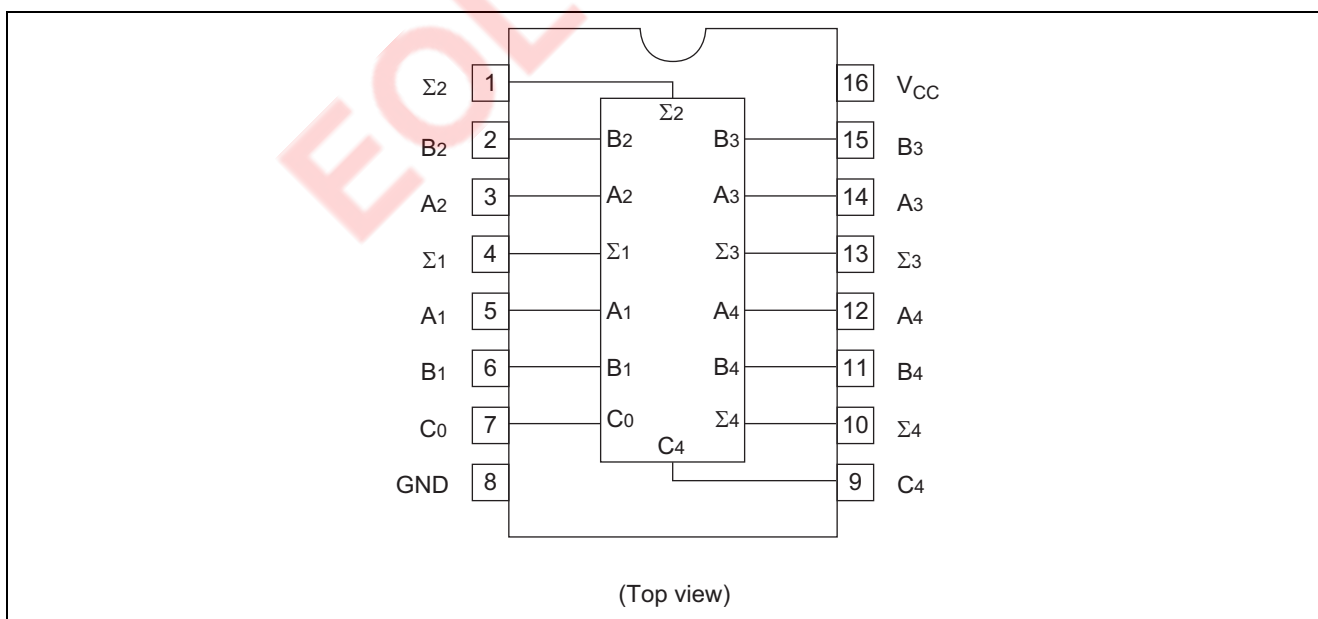 EOL
Σ2 1 Σ2 16 VCC
B2 2 B2 B3 15 B3
A2 3 A2 A3 14 A3
Σ1 4 Σ1 Σ3 13 Σ3
A1 5 A1 A4 12 A4
B1 6 B1 B4 11 B4
C0 7 C0 Σ4 10 Σ4
C4
GND 8 9 C4
(Top view)